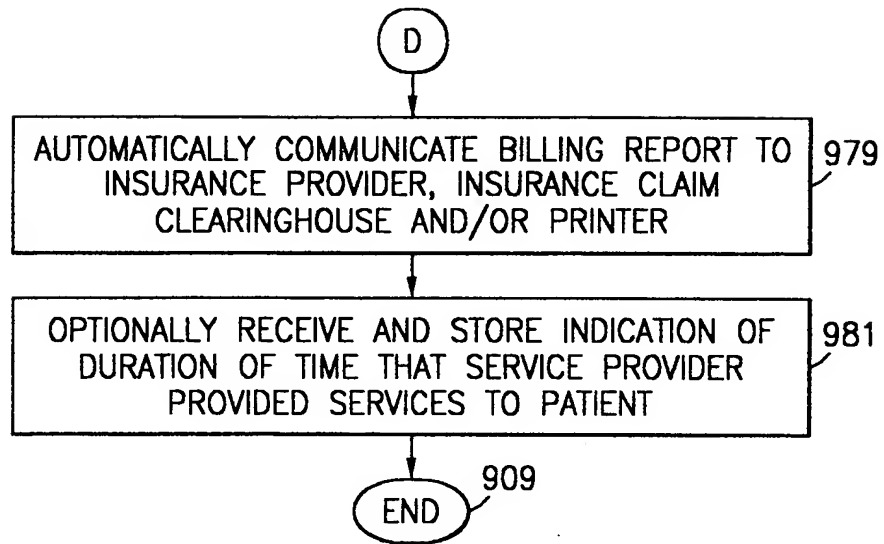 D
AUTOMATICALLY COMMUNICATE BILLING REPORT TO
INSURANCE PROVIDER, INSURANCE CLAIM
CLEARINGHOUSE AND/OR PRINTER
979
OPTIONALLY RECEIVE AND STORE INDICATION OF
DURATION OF TIME THAT SERVICE PROVIDER
PROVIDED SERVICES TO PATIENT
981
END
909